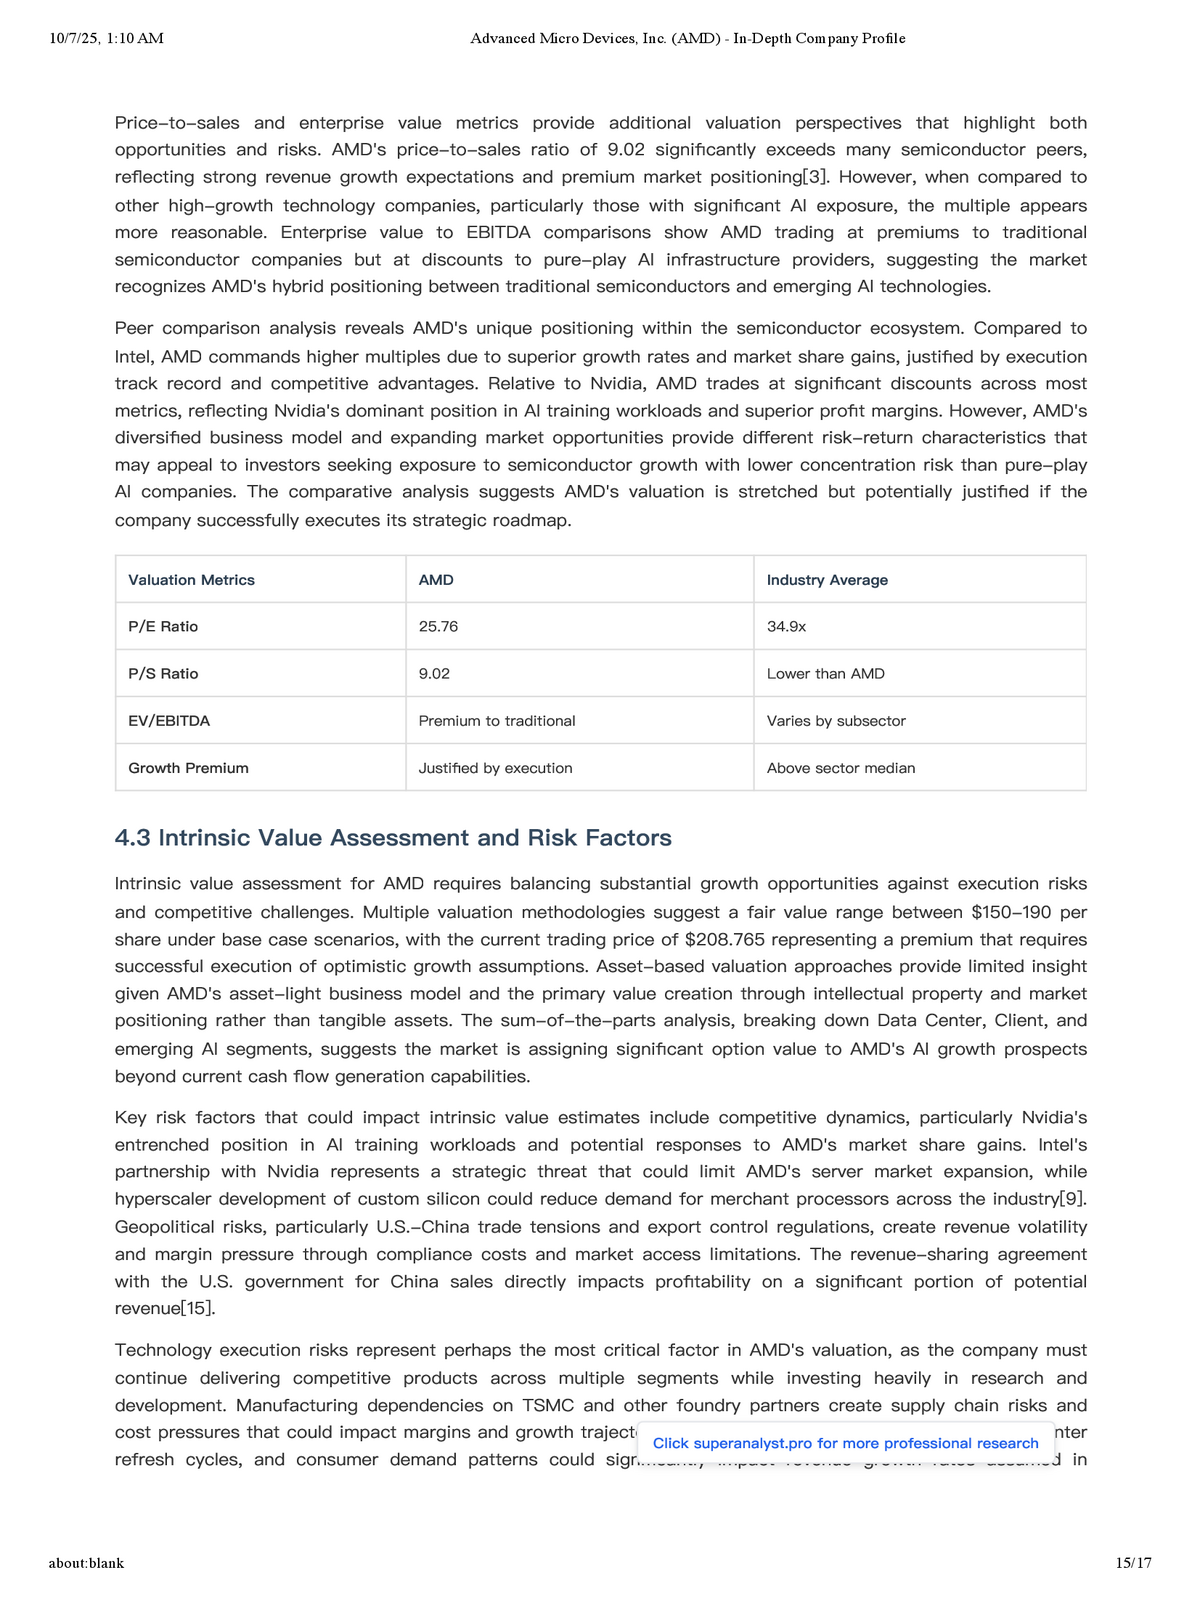 10/7/25, 1:10 AM
Advanced Micro Devices, Inc. (AMD) - In-Depth Company Profile
Price-to-sales and enterprise value metrics provide additional valuation perspectives that highlight both
opportunities and risks. AMD's price-to-sales ratio of 9.02 significantly exceeds many semiconductor peers,
reflecting strong revenue growth expectations and premium market positioning[3]. However, when compared to
other high-growth technology companies, particularly those with significant AI exposure, the multiple appears
more reasonable. Enterprise value to EBITDA comparisons show AMD trading at premiums to traditional
semiconductor companies but at discounts to pure-play AI infrastructure providers, suggesting the market
recognizes AMD's hybrid positioning between traditional semiconductors and emerging AI technologies.
Peer comparison analysis reveals AMD's unique positioning within the semiconductor ecosystem. Compared to
Intel, AMD commands higher multiples due to superior growth rates and market share gains, justified by execution
track record and competitive advantages. Relative to Nvidia, AMD trades at significant discounts across most
metrics, reflecting Nvidia's dominant position in AI training workloads and superior profit margins. However, AMD's
diversified business model and expanding market opportunities provide different risk-return characteristics that
may appeal to investors seeking exposure to semiconductor growth with lower concentration risk than pure-play
AI companies. The comparative analysis suggests AMD's valuation is stretched but potentially justified if the
company successfully executes its strategic roadmap.
Valuation Metrics AMD Industry Average
P/E Ratio 25.76 34.9x
P/S Ratio 9.02 Lower than AMD
EV/EBITDA Premium to traditional Varies by subsector
Growth Premium Justified by execution Above sector median
4.3 Intrinsic Value Assessment and Risk Factors
Intrinsic value assessment for AMD requires balancing substantial growth opportunities against execution risks
and competitive challenges. Multiple valuation methodologies suggest a fair value range between $150-190 per
share under base case scenarios, with the current trading price of $208.765 representing a premium that requires
successful execution of optimistic growth assumptions. Asset-based valuation approaches provide limited insight
given AMD's asset-light business model and the primary value creation through intellectual property and market
positioning rather than tangible assets. The sum-of-the-parts analysis, breaking down Data Center, Client, and
emerging AI segments, suggests the market is assigning significant option value to AMD's AI growth prospects
beyond current cash flow generation capabilities.
Key risk factors that could impact intrinsic value estimates include competitive dynamics, particularly Nvidia's
entrenched position in AI training workloads and potential responses to AMD's market share gains. Intel's
partnership with Nvidia represents a strategic threat that could limit AMD's server market expansion, while
hyperscaler development of custom silicon could reduce demand for merchant processors across the industry[9].
Geopolitical risks, particularly U.S.-China trade tensions and export control regulations, create revenue volatility
and margin pressure through compliance costs and market access limitations. The revenue-sharing agreement
with the U.S. government for China sales directly impacts profitability on a significant portion of potential
revenue[15].
Technology execution risks represent perhaps the most critical factor in AMD's valuation, as the company must
continue delivering competitive products across multiple segments while investing heavily in research and
development. Manufacturing dependencies on TSMC and other foundry partners create supply chain risks and
cost pressures that could impact margins and growth
Click superanalyst.pro for more professional research
refresh cycles, and consumer demand patterns could significantly impact revenue growth rates assumed in
about:blank
15/17